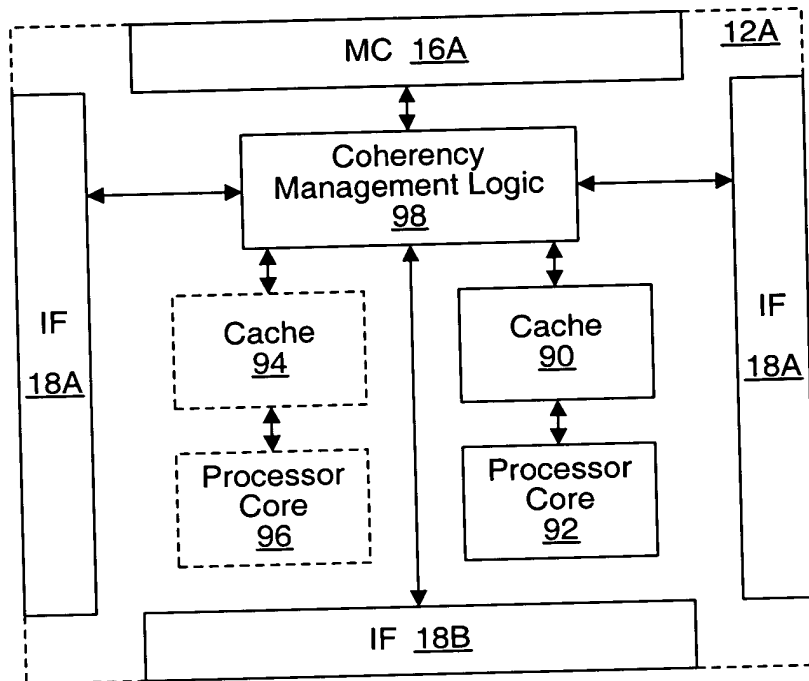 MC 16A
12A
Coherency
Management Logic
98
IF
18A
Cache
94
Cache
90
IF
18A
Processor
Core
96
Processor
Core
92
IF 18B